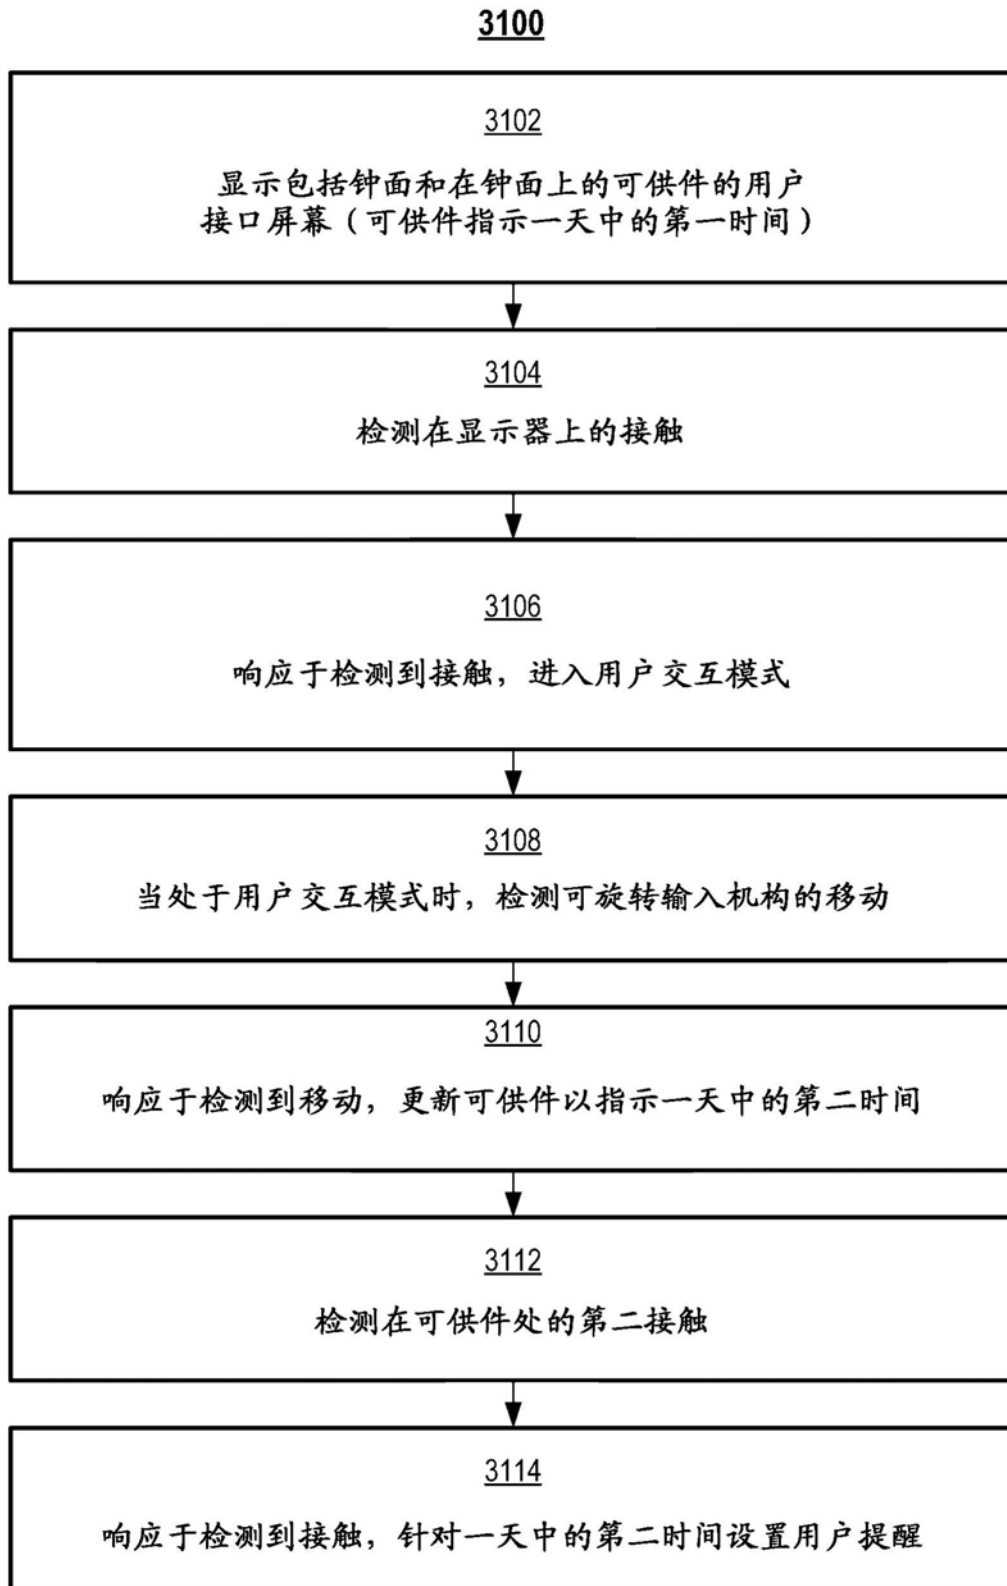 3100
3102
显示包括钟面和在钟面上的可供件的用户
接口屏幕（可供件指示一天中的第一时间）
3104
检测在显示器上的接触
3106
响应于检测到接触，进入用户交互模式
3108
当处于用户交互模式时，检测可旋转输入机构的移动
3110
响应于检测到移动，更新可供件以指示一天中的第二时间
3112
检测在可供件处的第二接触
3114
响应于检测到接触，针对一天中的第二时间设置用户提醒